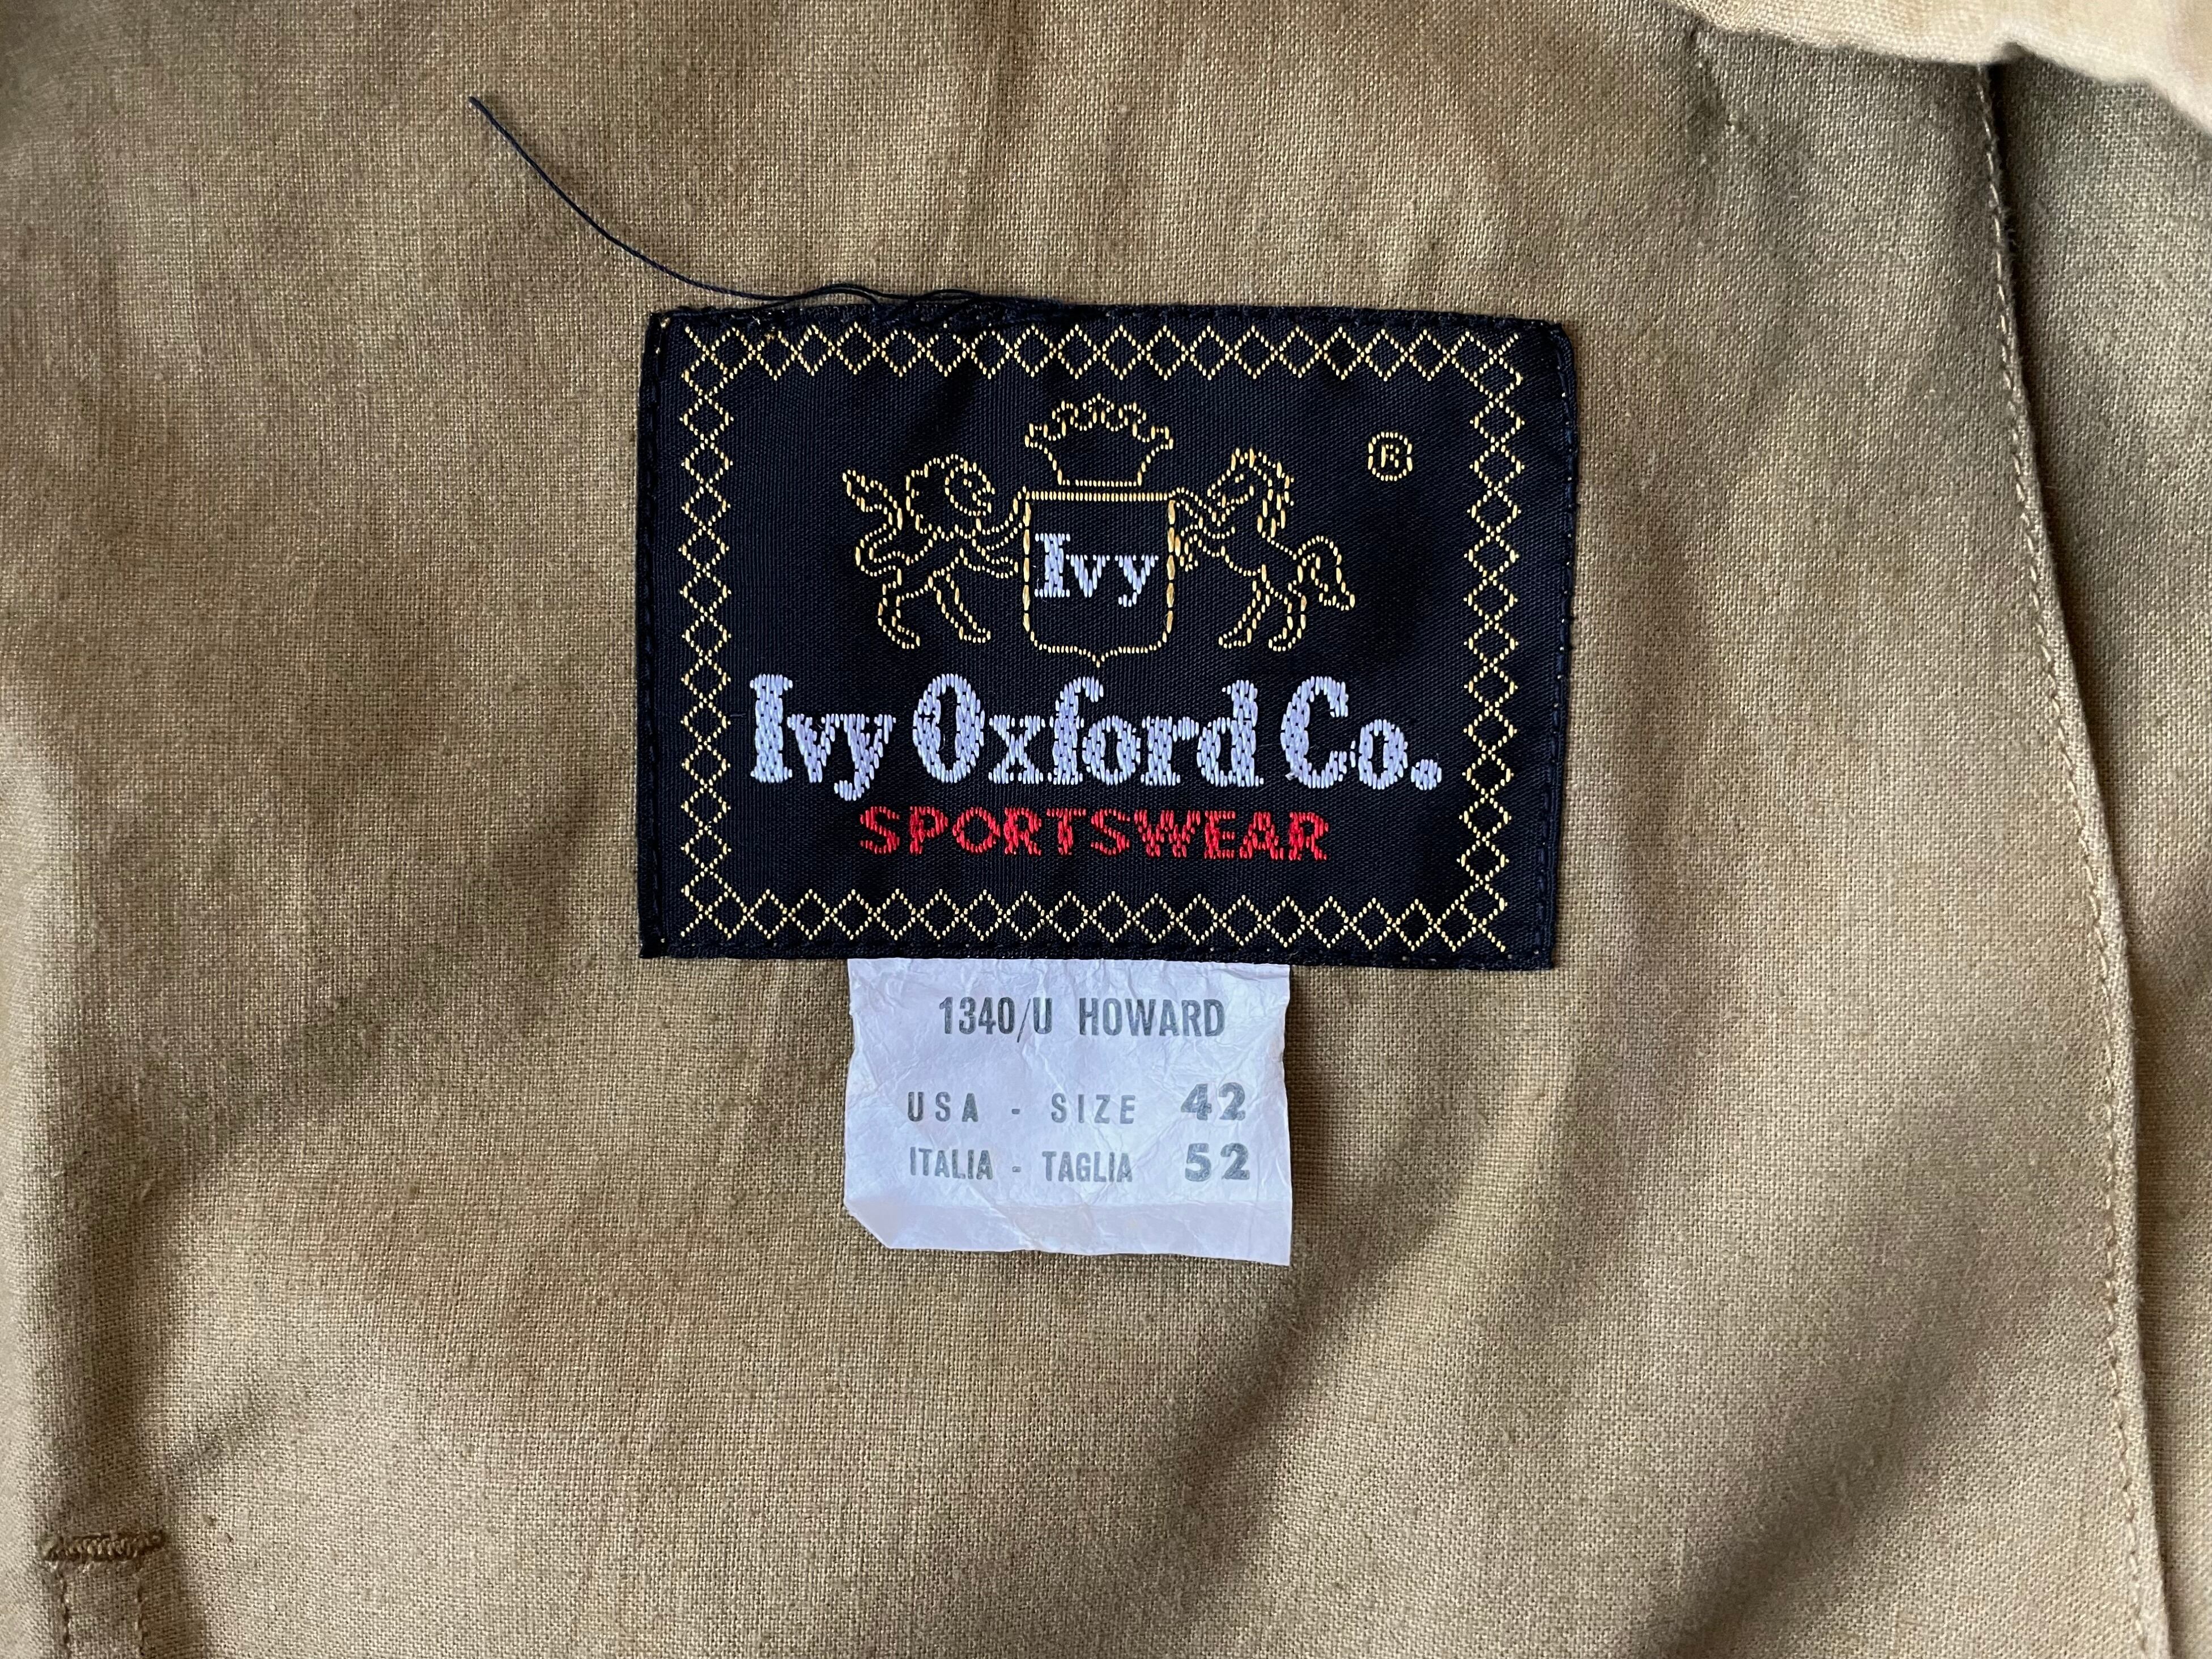 ®
Ivy
Ivy Oxford Co.
SPORTSWEAR
1340/U HOWARD
USA - SIZE 42
ITALIA - TAGLIA 52